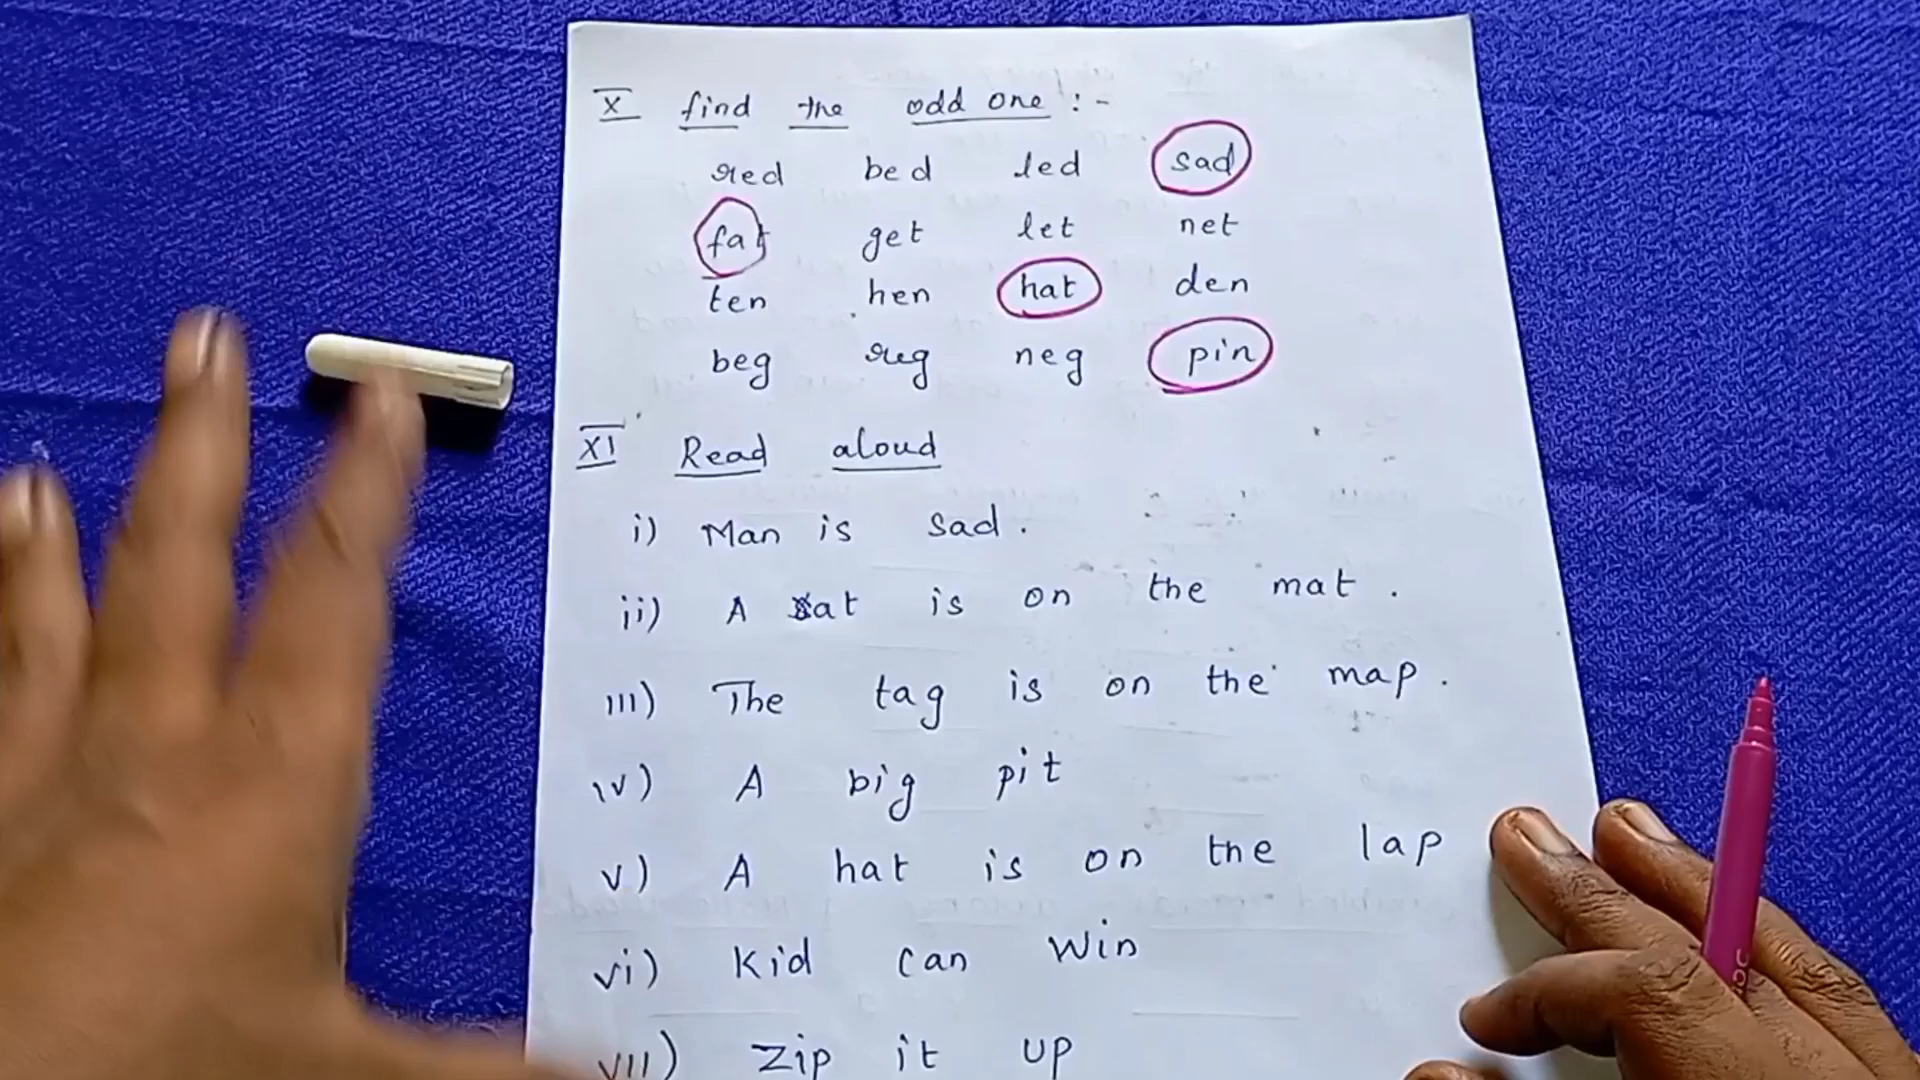 X find the odd one :-
red bed led sad
fat get let net
ten hen hat den
beg reg neg pin
XI Read aloud
i) Man is sad.
ii) A sat is on the mat.
iii) The tag is on the map.
iv) A big pit
v) A hat is on the lap
vi) Kid can win
vii) Zip it up